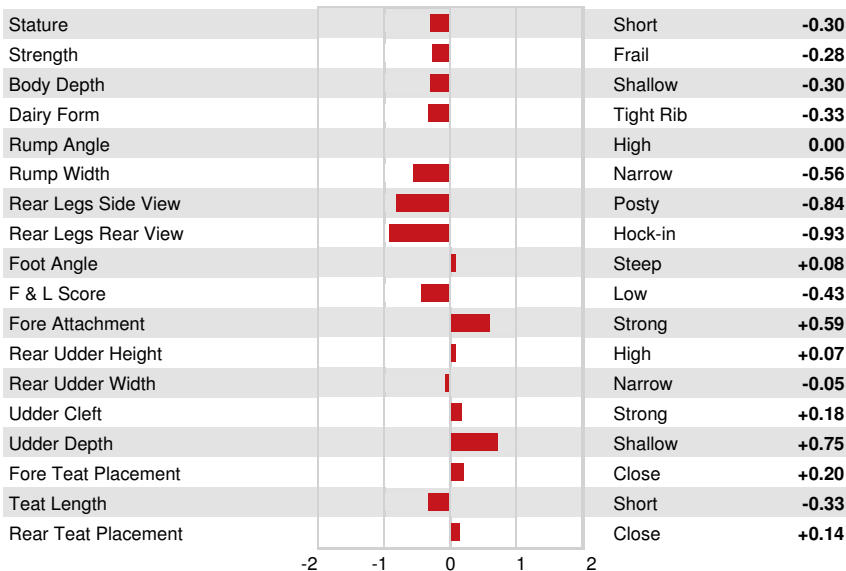 Stature Short -0.30
Strength Frail -0.28
Body Depth Shallow -0.30
Dairy Form Tight Rib -0.33
Rump Angle High 0.00
Rump Width Narrow -0.56
Rear Legs Side View Posty -0.84
Rear Legs Rear View Hock-in -0.93
Foot Angle Steep +0.08
F & L Score Low -0.43
Fore Attachment Strong +0.59
Rear Udder Height High +0.07
Rear Udder Width Narrow -0.05
Udder Cleft Strong +0.18
Udder Depth Shallow +0.75
Fore Teat Placement Close +0.20
Teat Length Short -0.33
Rear Teat Placement Close +0.14
-2 -1 0 1 2